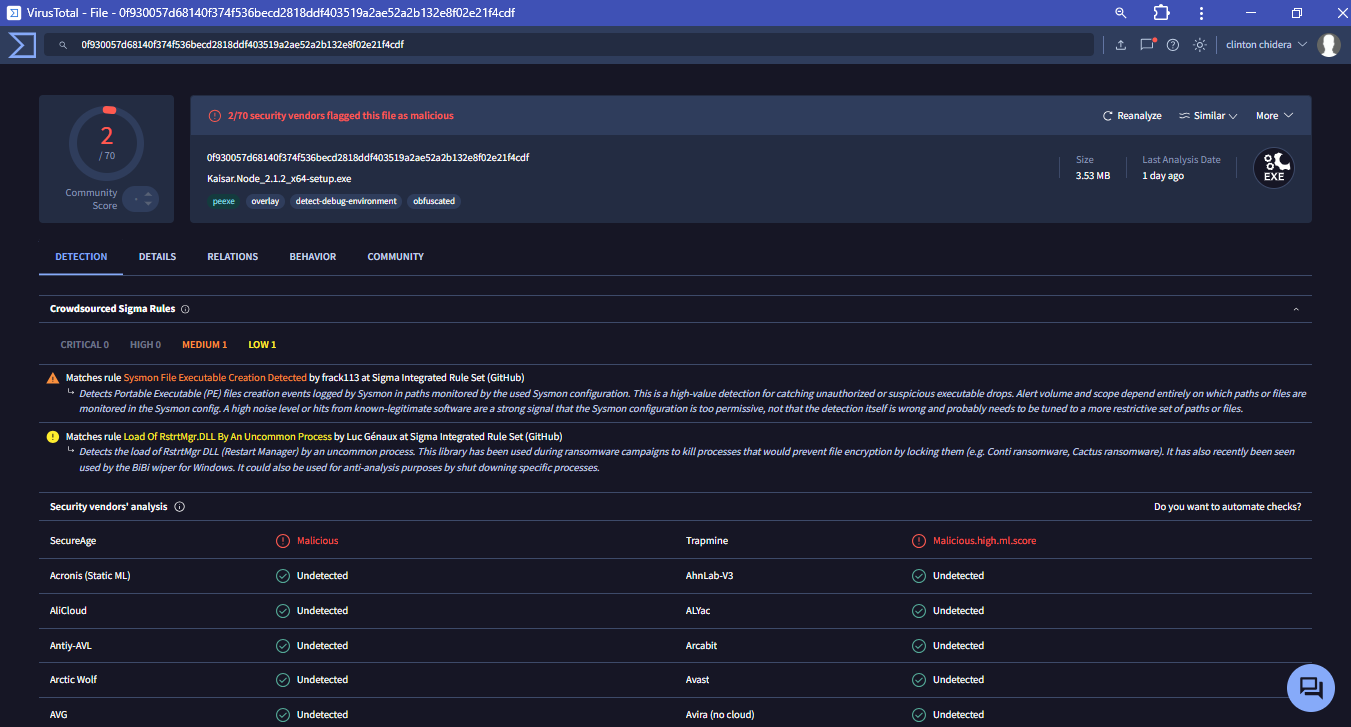 VirusTotal - File - 0f930057d68140f374f536becd2818ddf403519a2ae52a2b132e8f02e21f4cdf
0f930057d68140f374f536becd2818ddf403519a2ae52a2b132e8f02e21f4cdf
clinton chidera
2
/ 70
Community
Score
2/70 security vendors flagged this file as malicious
Reanalyze
Similar
More
0f930057d68140f374f536becd2818ddf403519a2ae52a2b132e8f02e21f4cdf
Kaisar.Node_2.1.2_x64-setup.exe
peexe
overlay
detect-debug-environment
obfuscated
Size
3.53 MB
Last Analysis Date
1 day ago
EXE
DETECTION
DETAILS
RELATIONS
BEHAVIOR
COMMUNITY
Crowdsourced Sigma Rules
CRITICAL 0
HIGH 0
MEDIUM 1
LOW 1
Matches rule Sysmon File Executable Creation Detected by frack113 at Sigma Integrated Rule Set (GitHub)
Detects Portable Executable (PE) files creation events logged by Sysmon in paths monitored by the used Sysmon configuration. This is a high-value detection for catching unauthorized or suspicious executable drops. Alert volume and scope depend entirely on which paths or files are
monitored in the Sysmon config. A high noise level or hits from known-legitimate software are a strong signal that the Sysmon configuration is too permissive, not that the detection itself is wrong and probably needs to be tuned to a more restrictive set of paths or files.
Matches rule Load Of RstrtMgr.DLL By An Uncommon Process by Luc Génaux at Sigma Integrated Rule Set (GitHub)
Detects the load of RstrtMgr DLL (Restart Manager) by an uncommon process. This library has been used during ransomware campaigns to kill processes that would prevent file encryption by locking them (e.g. Conti ransomware, Cactus ransomware). It has also recently been seen
used by the BiBi wiper for Windows. It could also be used for anti-analysis purposes by shut downing specific processes.
Security vendors' analysis
Do you want to automate checks?
SecureAge
Malicious
Trapmine
Malicious.high.ml.score
Acronis (Static ML)
Undetected
AhnLab-V3
Undetected
AliCloud
Undetected
ALYac
Undetected
Antiy-AVL
Undetected
Arcabit
Undetected
Arctic Wolf
Undetected
Avast
Undetected
AVG
Undetected
Avira (no cloud)
Undetected